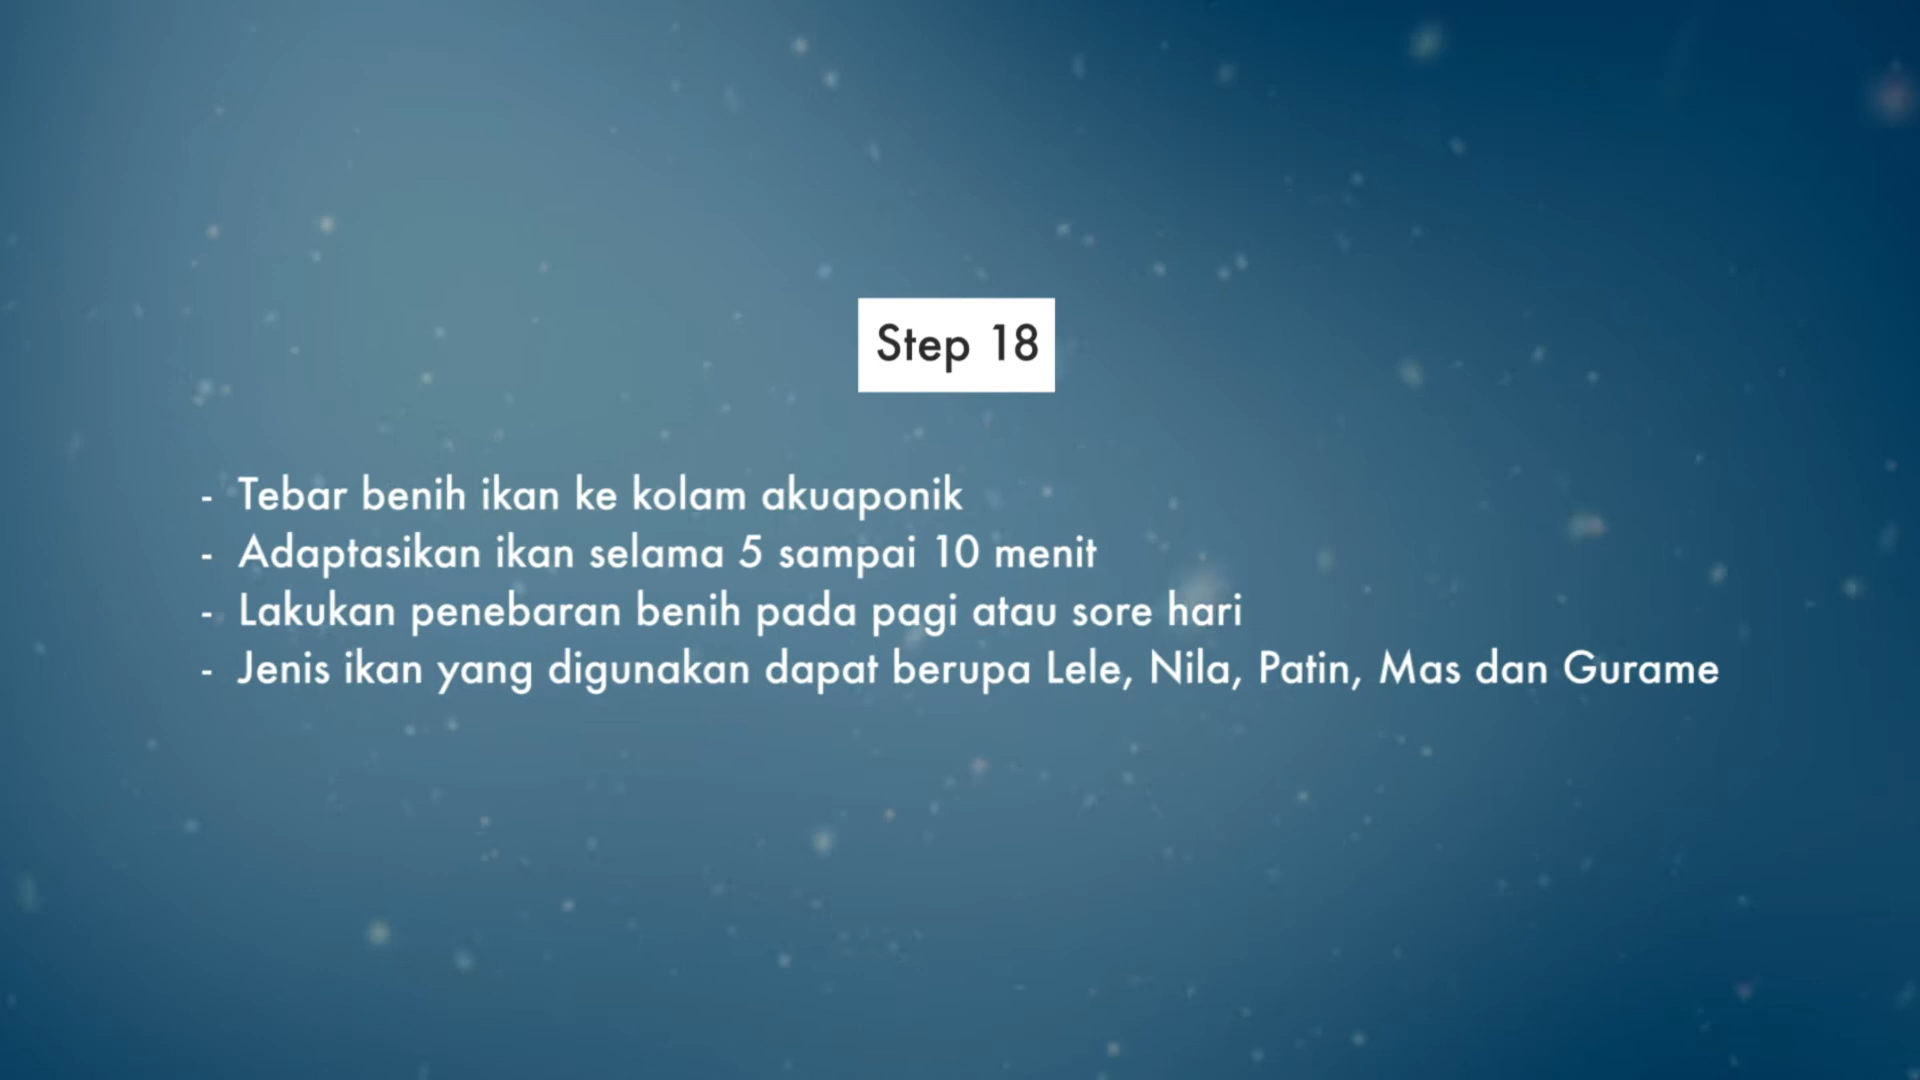 Step 18
- Tebar benih ikan ke kolam akuaponik
- Adaptasikan ikan selama 5 sampai 10 menit
- Lakukan penebaran benih pada pagi atau sore hari
- Jenis ikan yang digunakan dapat berupa Lele, Nila, Patin, Mas dan Gurame